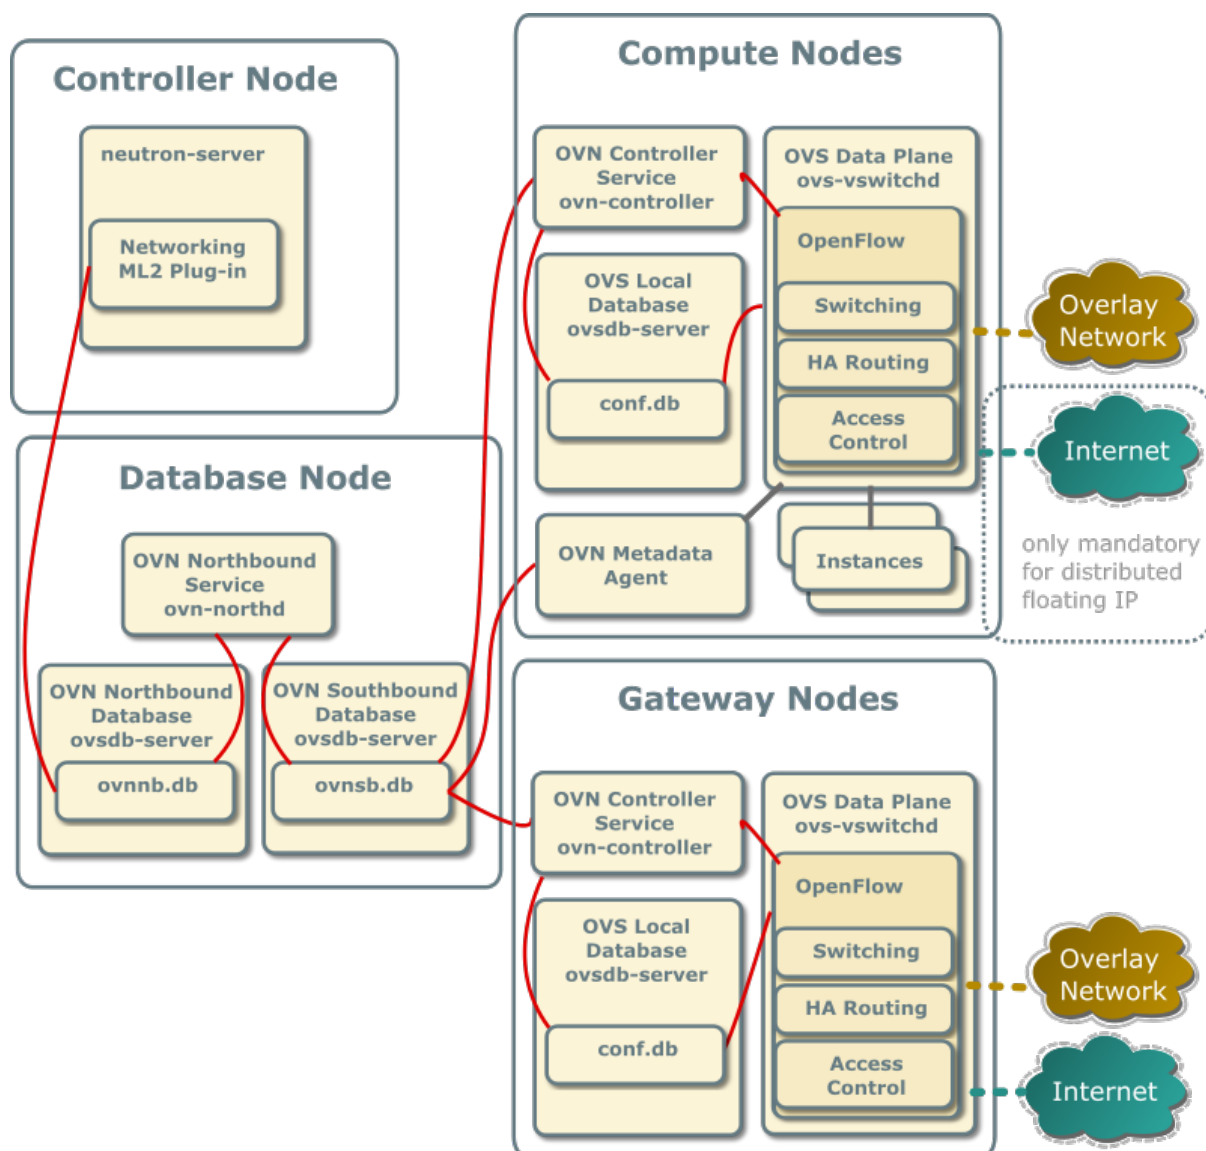 Controller Node
neutron-server
Networking
ML2 Plug-in
Database Node
OVN Northbound
Service
ovn-northd
OVN Northbound
Database
ovsdb-server
ovnnb.db
OVN Southbound
Database
ovsdb-server
ovnsb.db
Compute Nodes
OVN Controller
Service
ovn-controller
OVS Local
Database
ovsdb-server
conf.db
OVN Metadata
Agent
OVS Data Plane
ovs-vswitchd
OpenFlow
Switching
HA Routing
Access
Control
Instances
Overlay
Network
Internet
only mandatory
for distributed
floating IP
Gateway Nodes
OVN Controller
Service
ovn-controller
OVS Local
Database
ovsdb-server
conf.db
OVS Data Plane
ovs-vswitchd
OpenFlow
Switching
HA Routing
Access
Control
Overlay
Network
Internet